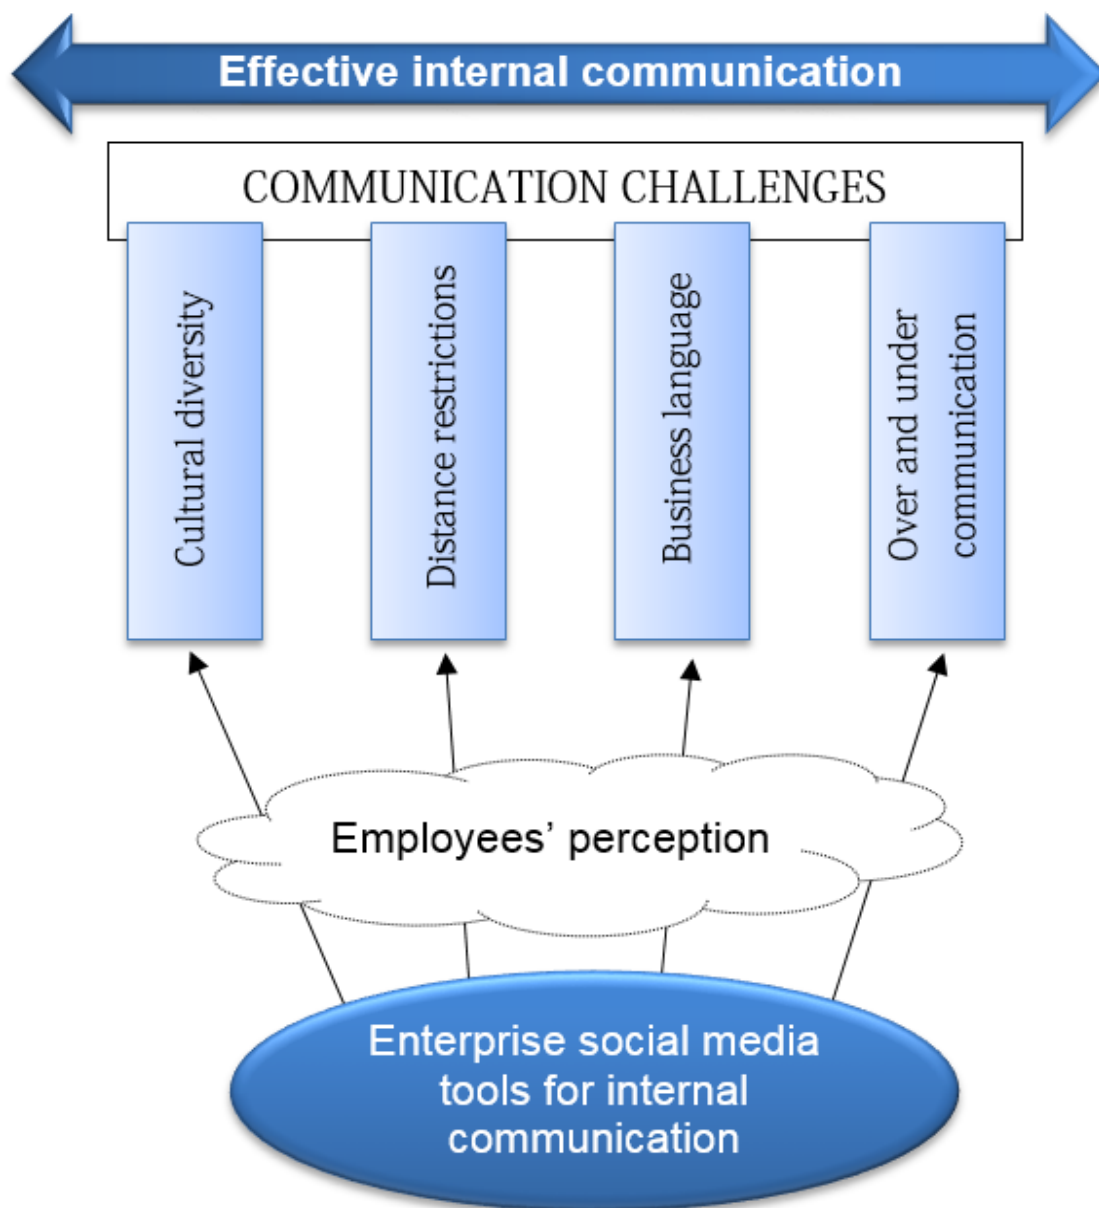 Effective internal communication
COMMUNICATION CHALLENGES
Cultural diversity
Distance restrictions
Business language
Over and under
communication
Employees’ perception
Enterprise social media
tools for internal
communication